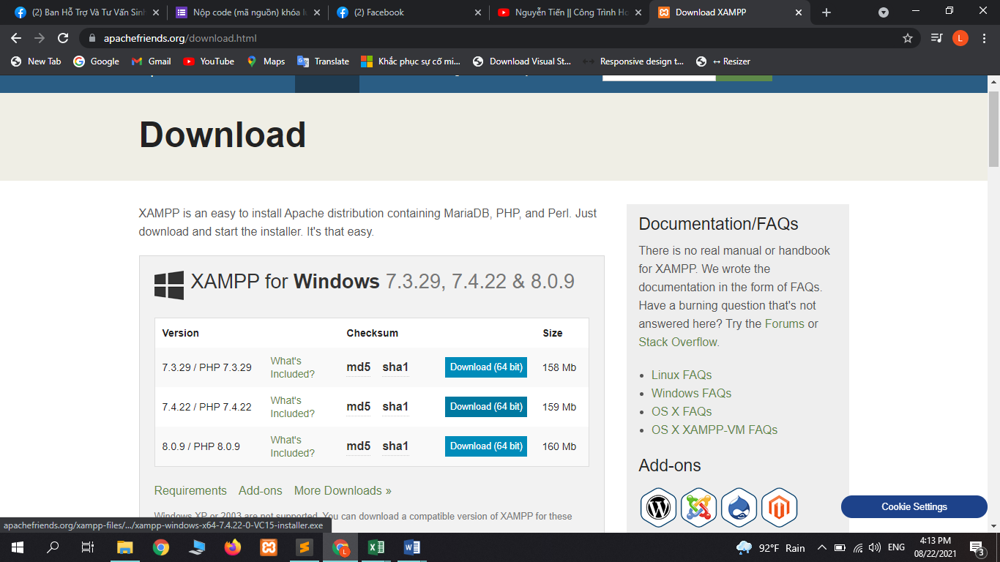 (2) Ban Hỗ Trợ Và Tư Vấn Sinh
Nộp code (mã nguồn) khóa lu
(2) Facebook
Nguyễn Tiến || Công Trình Ho
Download XAMPP
apachefriends.org/download.html
L
New Tab
Google
Gmail
YouTube
Maps
Translate
Khắc phục sự cố mi...
Download Visual St...
Responsive design t...
↔ Resizer
Download
XAMPP is an easy to install Apache distribution containing MariaDB, PHP, and Perl. Just
download and start the installer. It's that easy.
XAMPP for Windows 7.3.29, 7.4.22 & 8.0.9
Version Checksum Size
7.3.29 / PHP 7.3.29 What's Included? md5 sha1 Download (64 bit) 158 Mb
7.4.22 / PHP 7.4.22 What's Included? md5 sha1 Download (64 bit) 159 Mb
8.0.9 / PHP 8.0.9 What's Included? md5 sha1 Download (64 bit) 160 Mb
Requirements Add-ons More Downloads »
Windows XP or 2003 are not supported. You can download a compatible version of XAMPP for these
Documentation/FAQs
There is no real manual or handbook
for XAMPP. We wrote the
documentation in the form of FAQs.
Have a burning question that's not
answered here? Try the Forums or
Stack Overflow.
Linux FAQs
Windows FAQs
OS X FAQs
OS X XAMPP-VM FAQs
Add-ons
Cookie Settings
apachefriends.org/xampp-files/.../xampp-windows-x64-7.4.22-0-VC15-installer.exe
L
92°F Rain
ENG
4:13 PM
08/22/2021
3